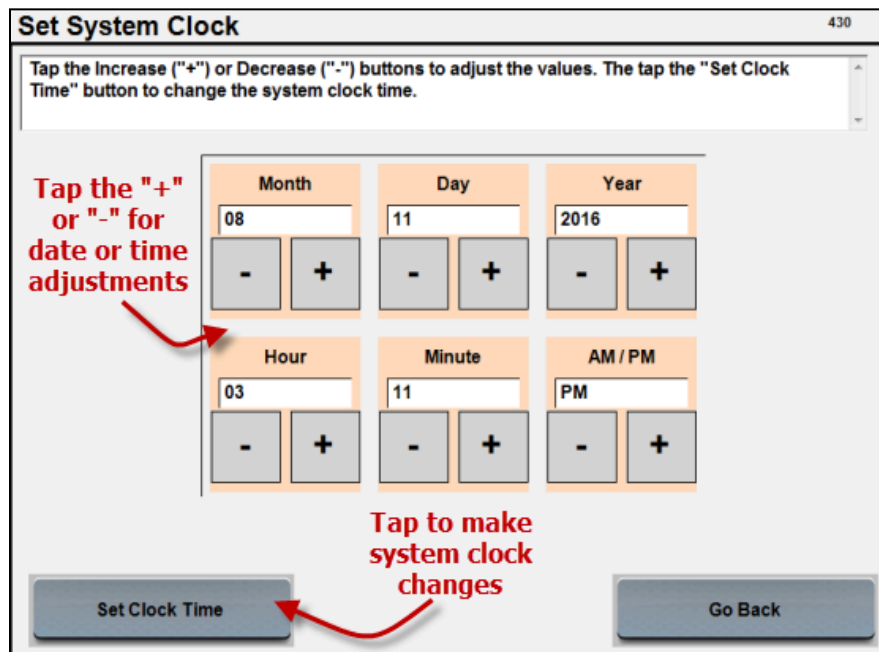 Set System Clock
430
Tap the Increase ("+") or Decrease ("-") buttons to adjust the values. The tap the "Set Clock
Time" button to change the system clock time.
Tap the "+"
or "-" for
date or time
adjustments
Month
Day
Year
08
11
2016
-
+
-
+
-
+
Hour
Minute
AM / PM
03
11
PM
-
+
-
+
-
+
Tap to make
system clock
changes
Set Clock Time
Go Back